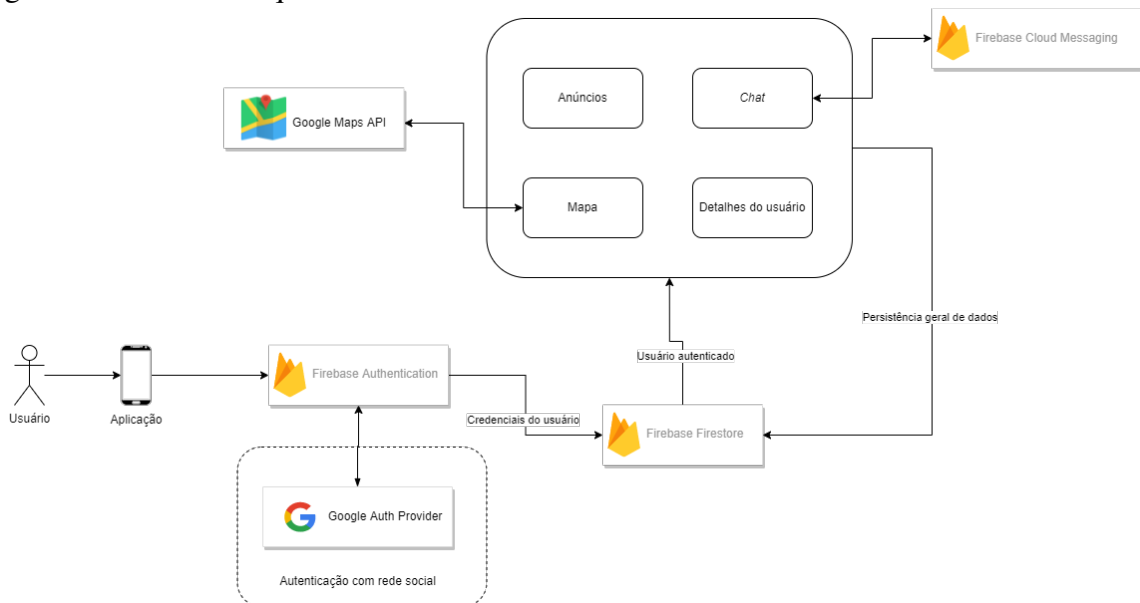 Firebase Cloud Messaging
Anúncios
Chat
Google Maps API
Mapa
Detalhes do usuário
Persistência geral de dados
Usuário autenticado
Firebase Authentication
Usuário
Aplicação
Credenciais do usuário
Firebase Firestore
Google Auth Provider
Autenticação com rede social